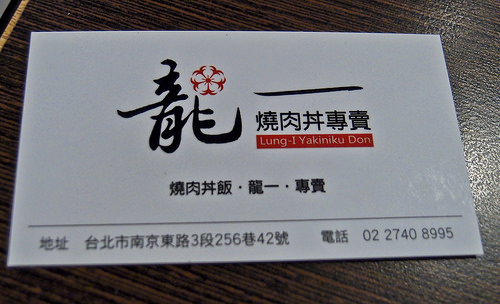 龍一
燒肉丼專賣
Lung-I Yakiniku Don
燒肉丼飯・龍一・專賣
地址 台北市南京東路3段256巷42號 電話 02 2740 8995